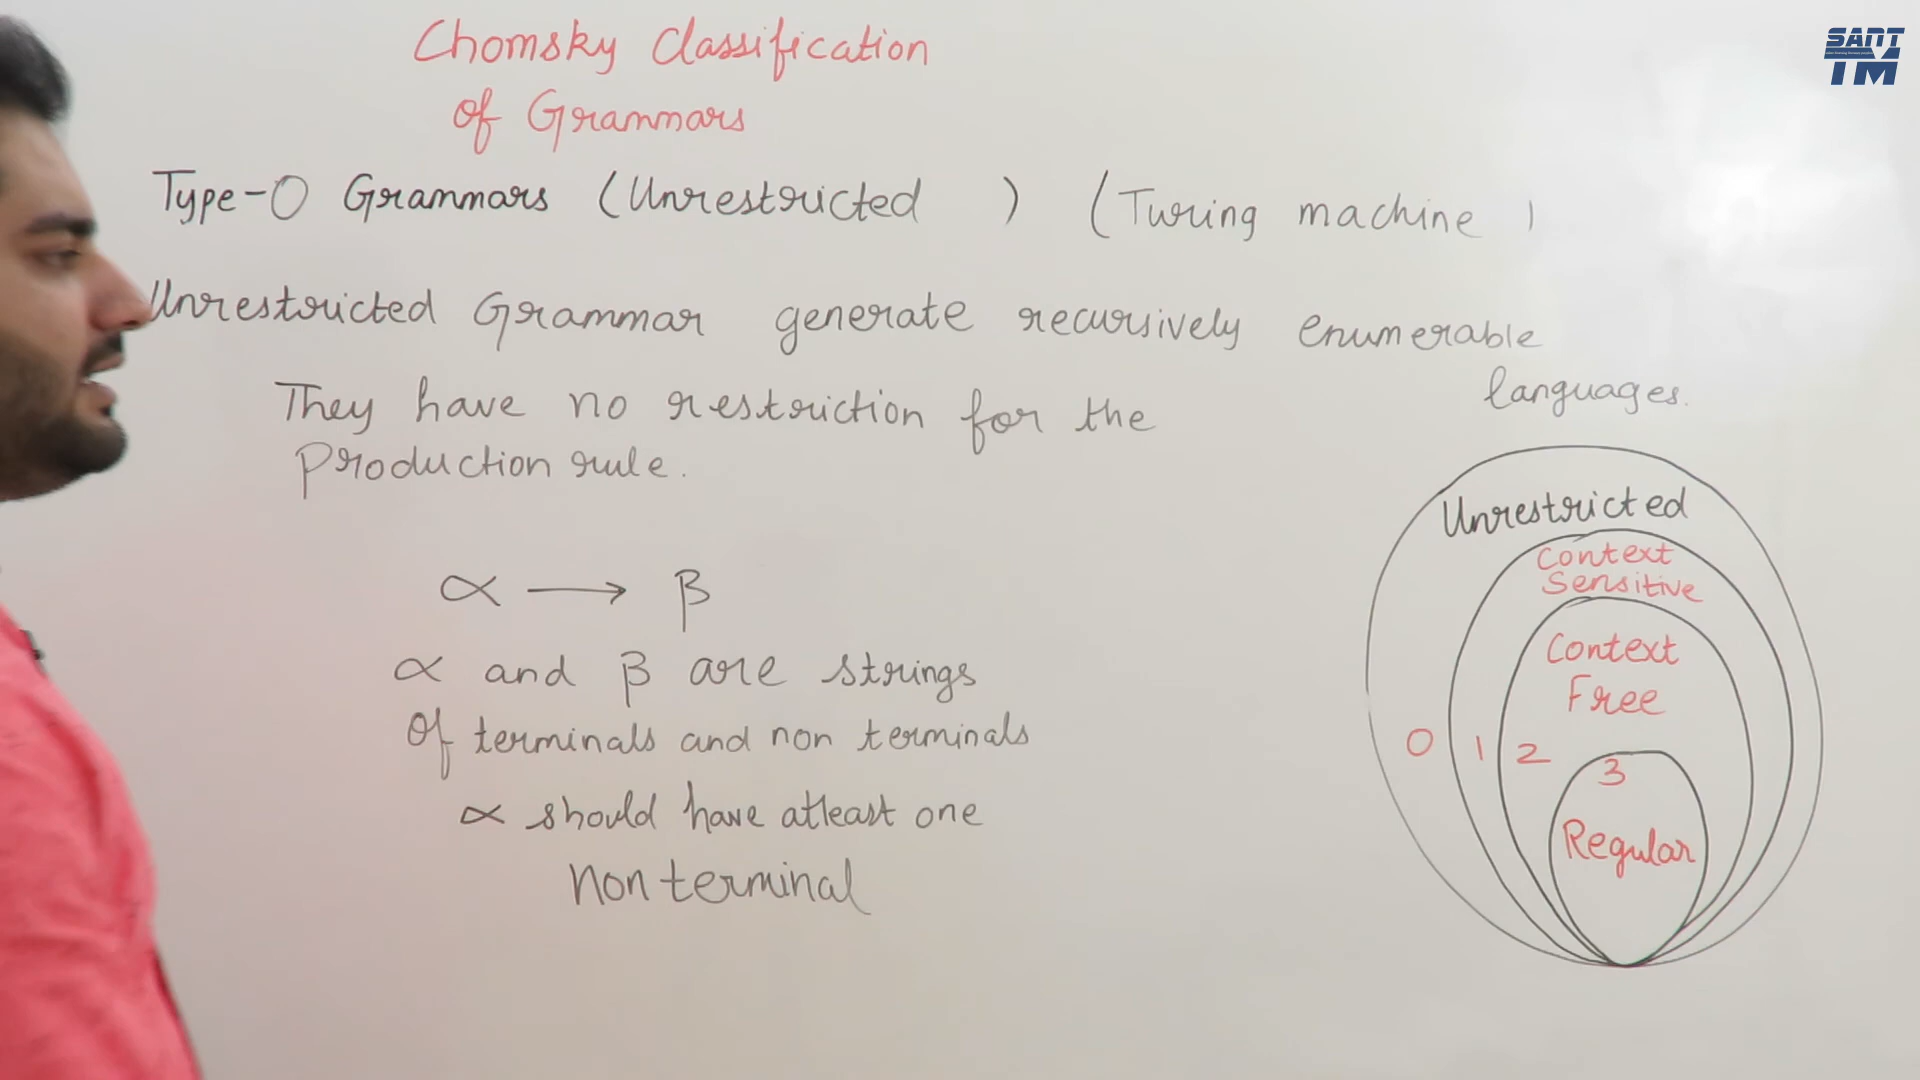 Chomsky Classification
of Grammars
Type-0 Grammars (Unrestricted ) (Turing machine )
Unrestricted Grammar generate recursively enumerable
languages.
They have no restriction for the
Production rule.
∝ → β
∝ and β are strings
Of terminals and non terminals
∝ should have atleast one
Non terminal
Unrestricted
Context
Sensitive
Context
Free
0 1 2 3
Regular
SANT
TM